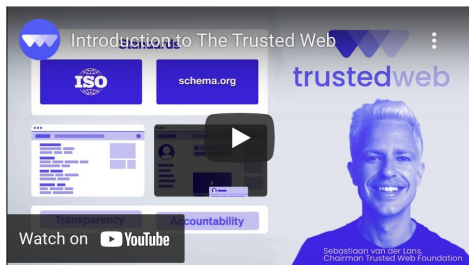 Introduction to The Trusted Web
Standards
ISO
schema.org
trustedweb
Transparency
Accountability
Watch on YouTube
Sebastiaan van der Lans,
Chairman Trusted Web Foundation